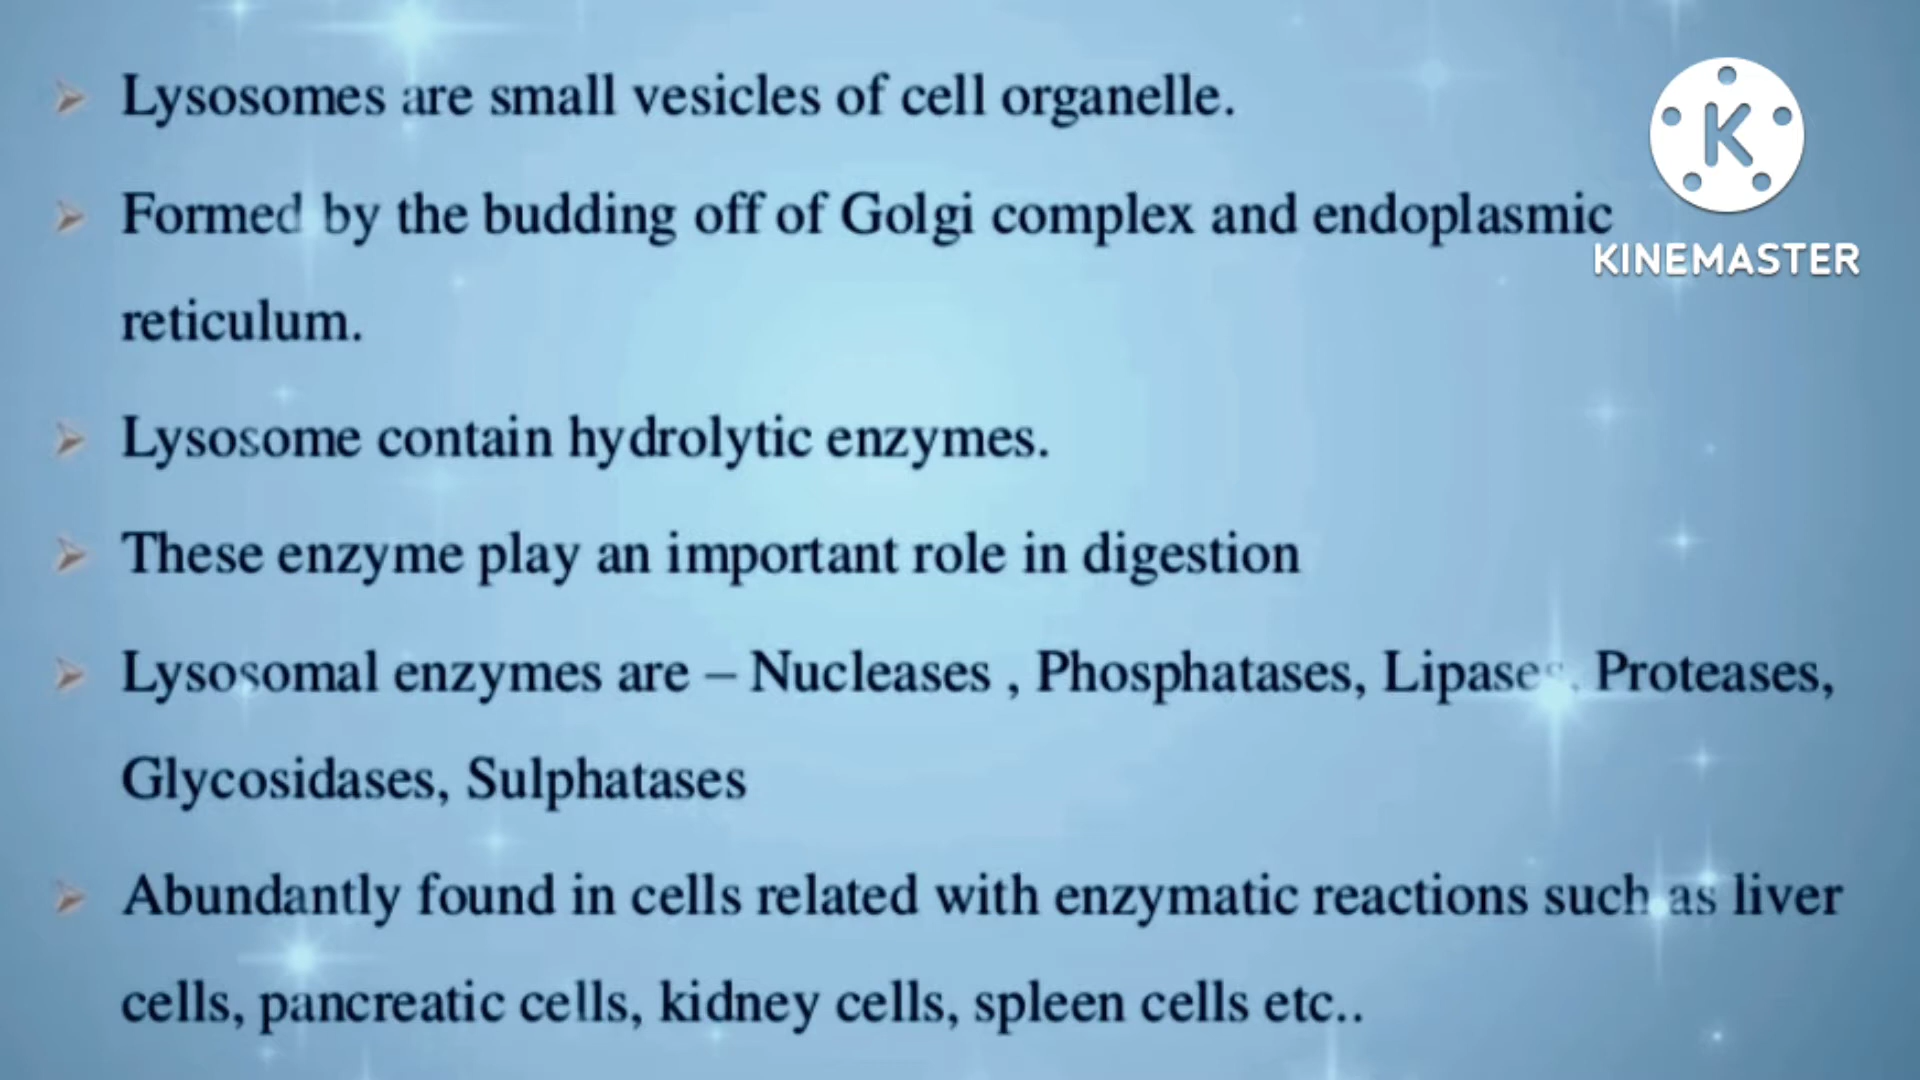 Lysosomes are small vesicles of cell organelle.
Formed by the budding off of Golgi complex and endoplasmic
KINEMASTER
reticulum.
Lysosome contain hydrolytic enzymes.
These enzyme play an important role in digestion
Lysosomal enzymes are – Nucleases , Phosphatases, Lipases, Proteases,
Glycosidases, Sulphatases
Abundantly found in cells related with enzymatic reactions such as liver
cells, pancreatic cells, kidney cells, spleen cells etc..